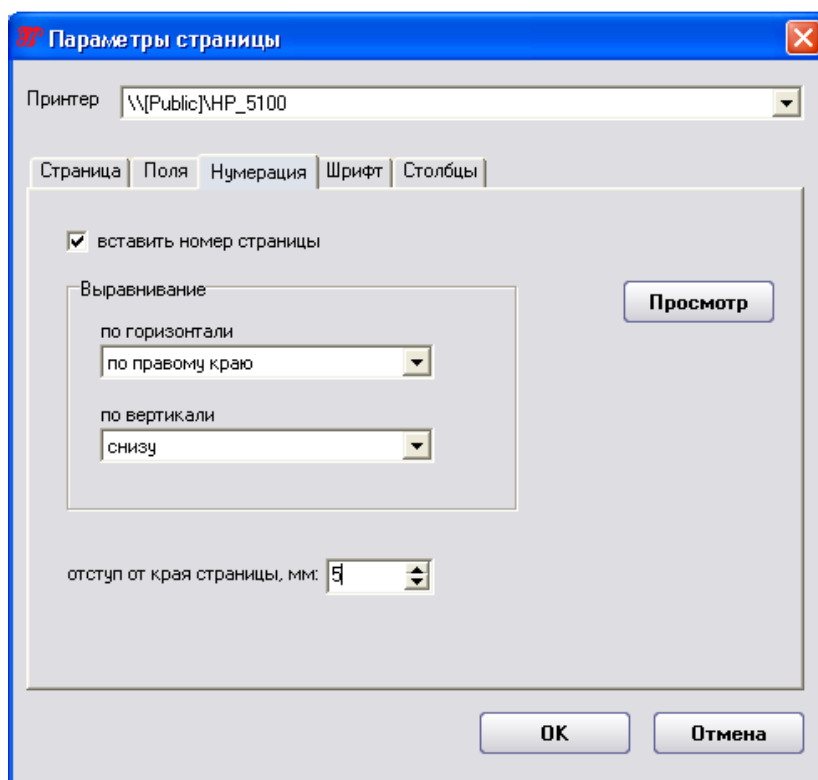 Параметры страницы
Принтер \\[Public]\HP_5100
Страница Поля Нумерация Шрифт Столбцы
вставить номер страницы
Выравнивание
Просмотр
по горизонтали
по правому краю
по вертикали
снизу
отступ от края страницы, мм: 5
OK Отмена